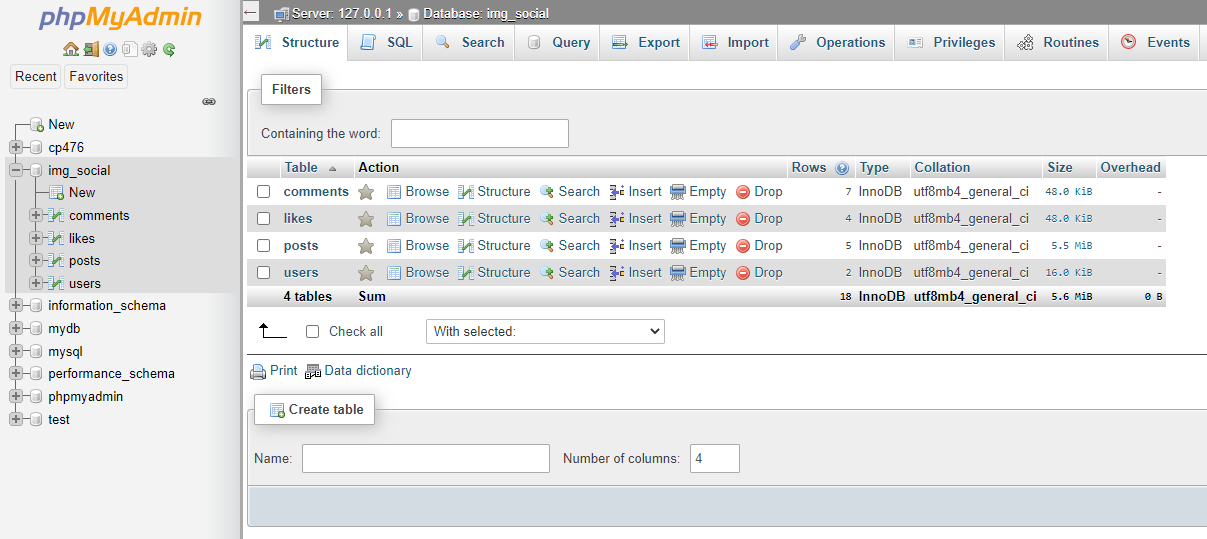 phpMyAdmin
Recent Favorites
New
cp476
img_social
New
comments
likes
posts
users
information_schema
mydb
mysql
performance_schema
phpmyadmin
test
Server: 127.0.0.1 » Database: img_social
Structure SQL Search Query Export Import Operations Privileges Routines Events
Filters
Containing the word:
Table Action Rows Type Collation Size Overhead
comments Browse Structure Search Insert Empty Drop 7 InnoDB utf8mb4_general_ci 48.0 KiB -
likes Browse Structure Search Insert Empty Drop 4 InnoDB utf8mb4_general_ci 48.0 KiB -
posts Browse Structure Search Insert Empty Drop 5 InnoDB utf8mb4_general_ci 5.5 MiB -
users Browse Structure Search Insert Empty Drop 2 InnoDB utf8mb4_general_ci 16.0 KiB -
4 tables Sum 18 InnoDB utf8mb4_general_ci 5.6 MiB 0 B
Check all With selected:
Print Data dictionary
Create table
Name: Number of columns: 4